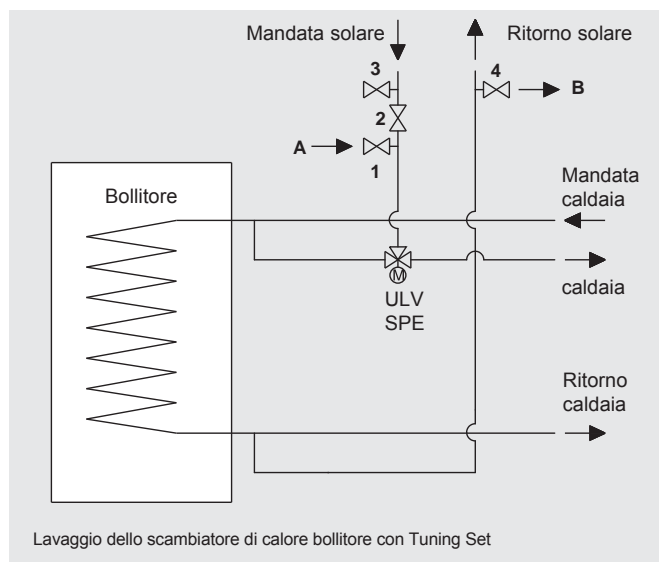 Mandata solare
Ritorno solare
3
4
B
2
A
1
Bollitore
Mandata
caldaia
M
caldaia
ULV
SPE
Ritorno
caldaia
Lavaggio dello scambiatore di calore bollitore con Tuning Set